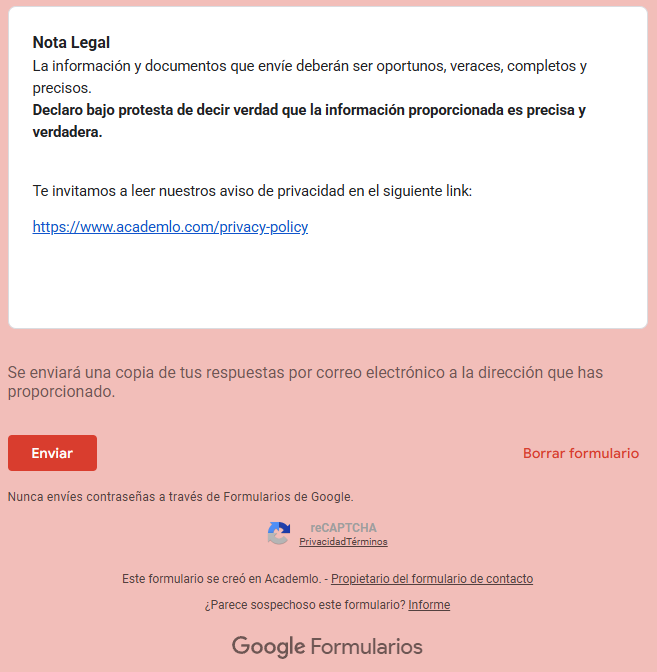 Nota Legal
La información y documentos que envíe deberán ser oportunos, veraces, completos y
precisos.
Declaro bajo protesta de decir verdad que la información proporcionada es precisa y
verdadera.
Te invitamos a leer nuestros aviso de privacidad en el siguiente link:
https://www.academlo.com/privacy-policy
Se enviará una copia de tus respuestas por correo electrónico a la dirección que has
proporcionado.
Enviar
Borrar formulario
Nunca envíes contraseñas a través de Formularios de Google.
reCAPTCHA
PrivacidadTérminos
Este formulario se creó en Academlo. - Propietario del formulario de contacto
¿Parece sospechoso este formulario? Informe
Google Formularios